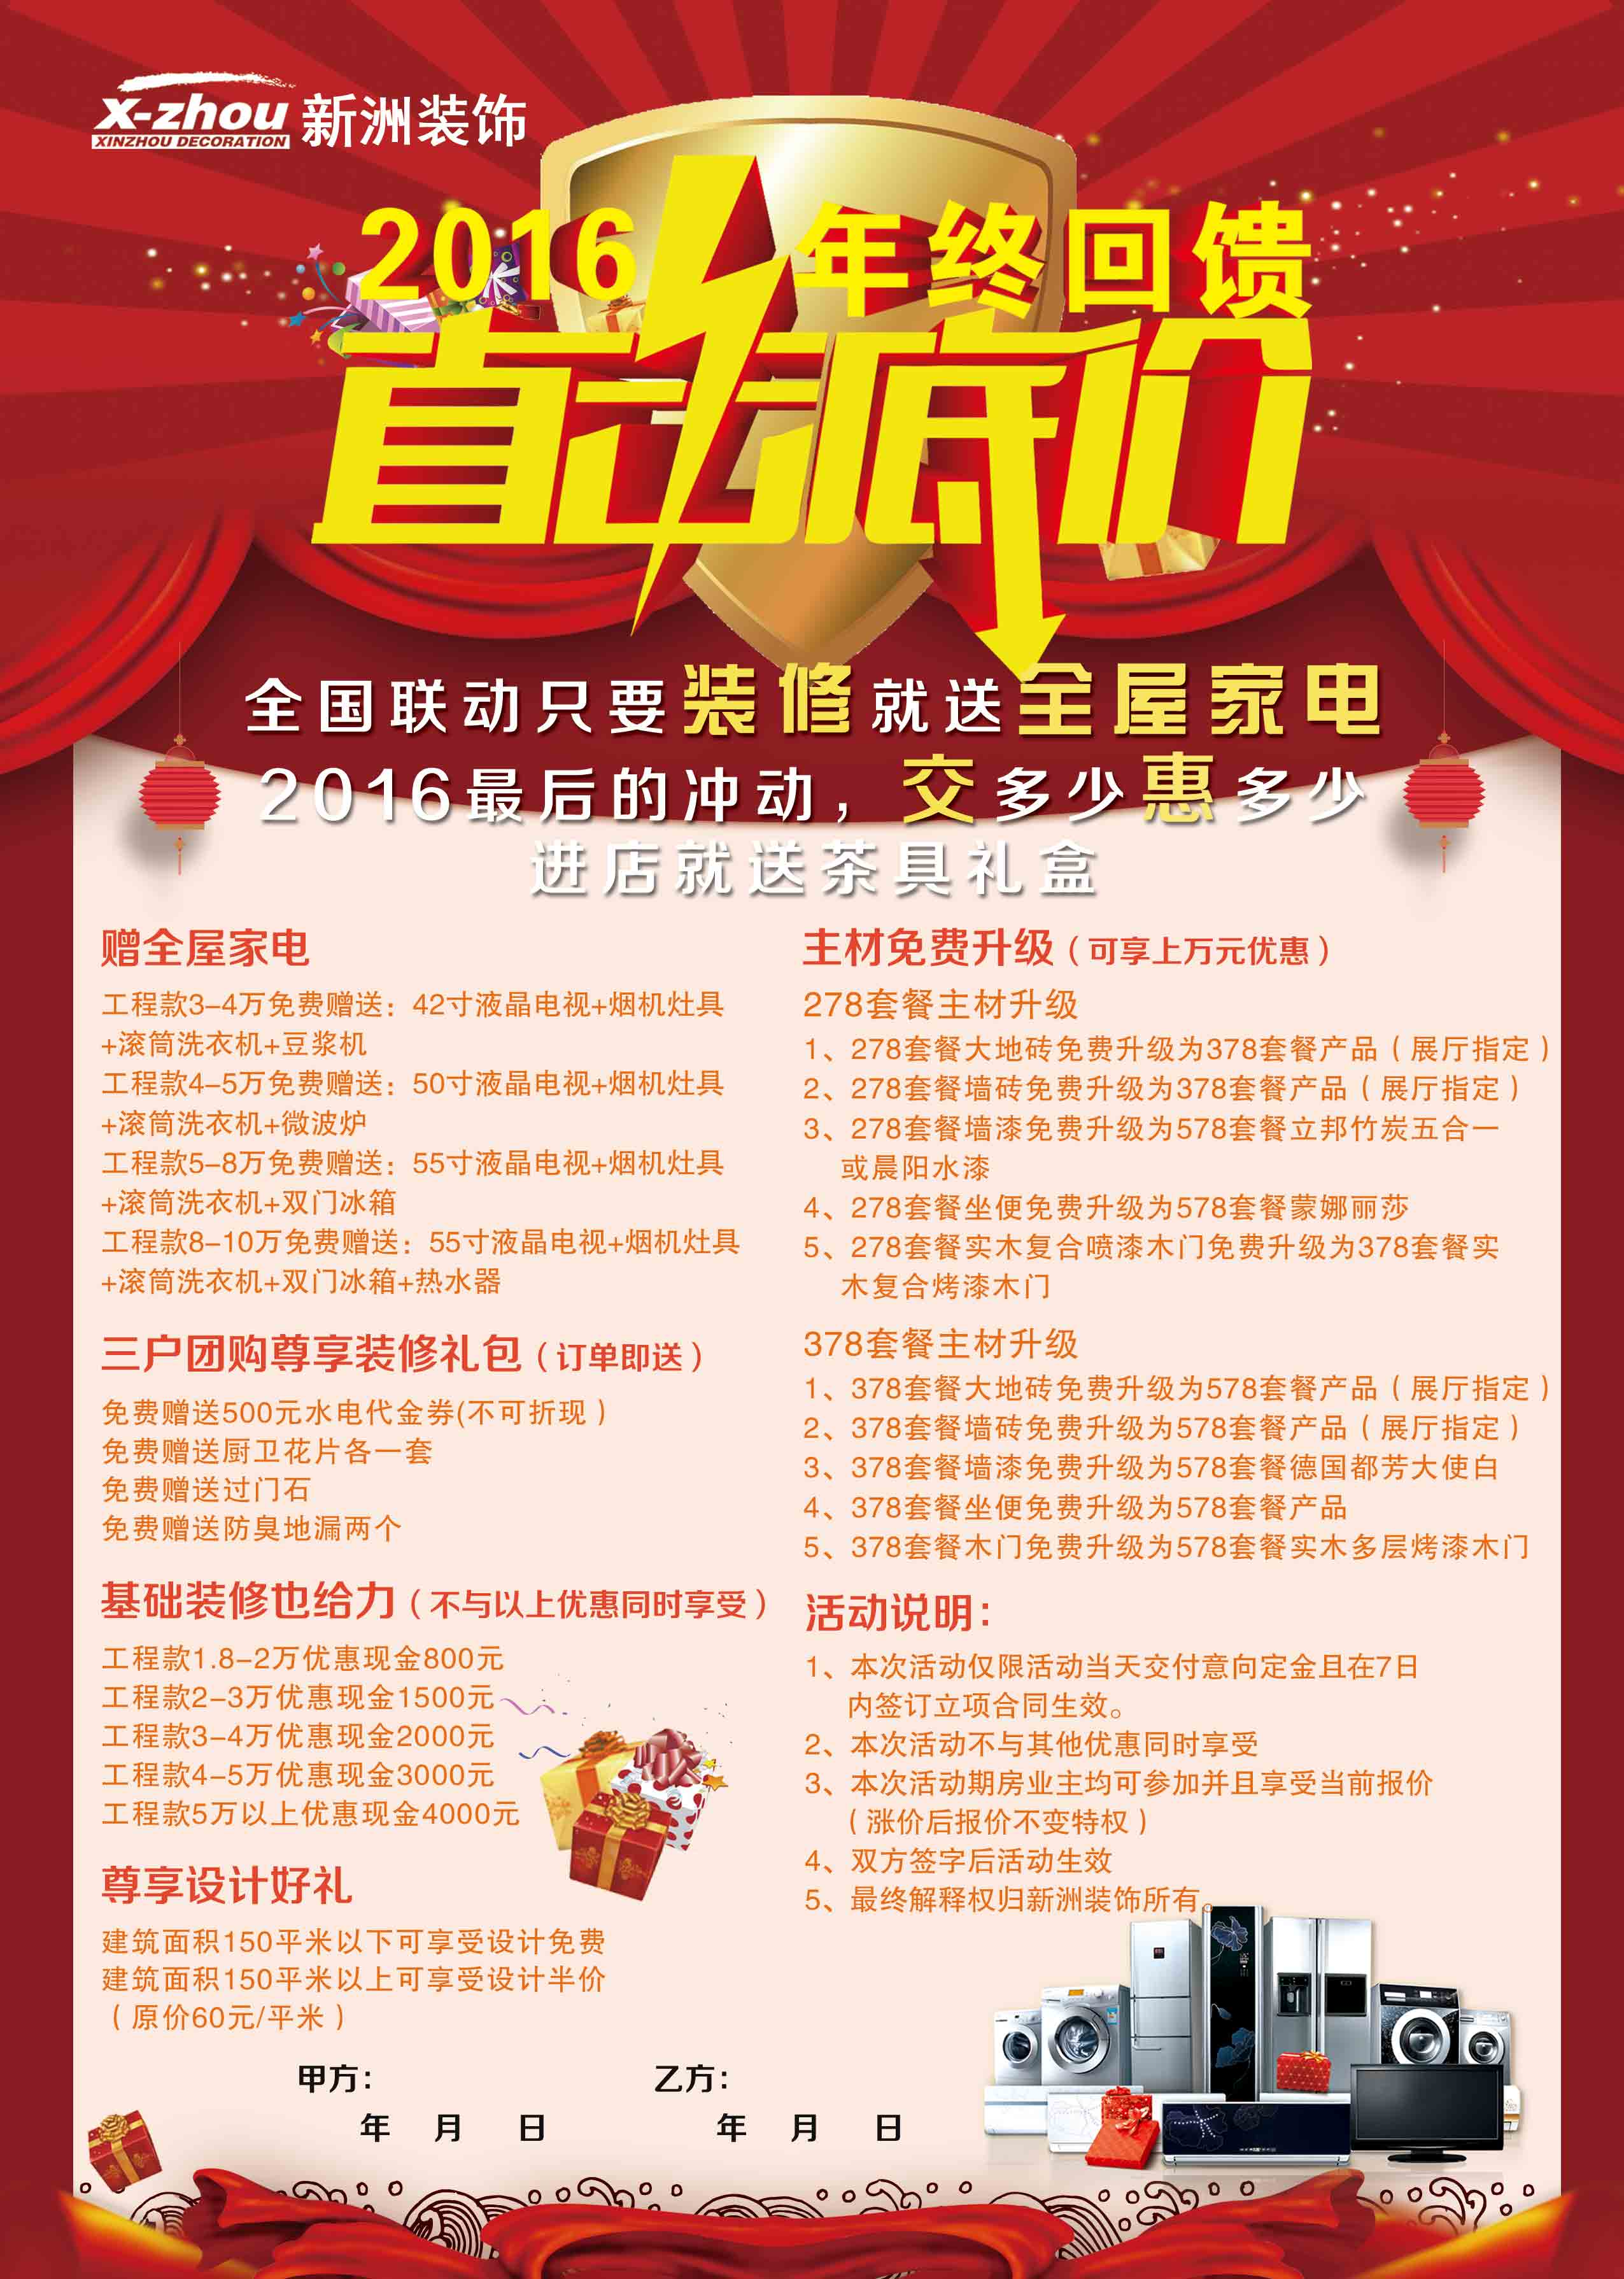 X-zhou
XINZHOU DECORATION
新洲装饰
2016年终回馈
直击底价
全国联动只要装修就送全屋家电
2016最后的冲动，交多少惠多少
进店就送茶具礼盒
赠全屋家电
工程款3-4万免费赠送：42寸液晶电视+烟机灶具
+滚筒洗衣机+豆浆机
工程款4-5万免费赠送：50寸液晶电视+烟机灶具
+滚筒洗衣机+微波炉
工程款5-8万免费赠送：55寸液晶电视+烟机灶具
+滚筒洗衣机+双门冰箱
工程款8-10万免费赠送：55寸液晶电视+烟机灶具
+滚筒洗衣机+双门冰箱+热水器
三户团购尊享装修礼包（订单即送）
免费赠送500元水电代金券(不可折现）
免费赠送厨卫花片各一套
免费赠送过门石
免费赠送防臭地漏两个
基础装修也给力（不与以上优惠同时享受）
工程款1.8-2万优惠现金800元
工程款2-3万优惠现金1500元
工程款3-4万优惠现金2000元
工程款4-5万优惠现金3000元
工程款5万以上优惠现金4000元
尊享设计好礼
建筑面积150平米以下可享受设计免费
建筑面积150平米以上可享受设计半价
（原价60元/平米）
主材免费升级（可享上万元优惠）
278套餐主材升级
1、278套餐大地砖免费升级为378套餐产品（展厅指定）
2、278套餐墙砖免费升级为378套餐产品（展厅指定）
3、278套餐墙漆免费升级为578套餐立邦竹炭五合一
或晨阳水漆
4、278套餐坐便免费升级为578套餐蒙娜丽莎
5、278套餐实木复合喷漆木门免费升级为378套餐实
木复合烤漆木门
378套餐主材升级
1、378套餐大地砖免费升级为578套餐产品（展厅指定）
2、378套餐墙砖免费升级为578套餐产品（展厅指定）
3、378套餐墙漆免费升级为578套餐德国都芳大使白
4、378套餐坐便免费升级为578套餐产品
5、378套餐木门免费升级为578套餐实木多层烤漆木门
活动说明：
1、本次活动仅限活动当天交付意向定金且在7日
内签订立项合同生效。
2、本次活动不与其他优惠同时享受
3、本次活动期房业主均可参加并且享受当前报价
（涨价后报价不变特权）
4、双方签字后活动生效
5、最终解释权归新洲装饰所有。
甲方： 乙方：
年 月 日 年 月 日